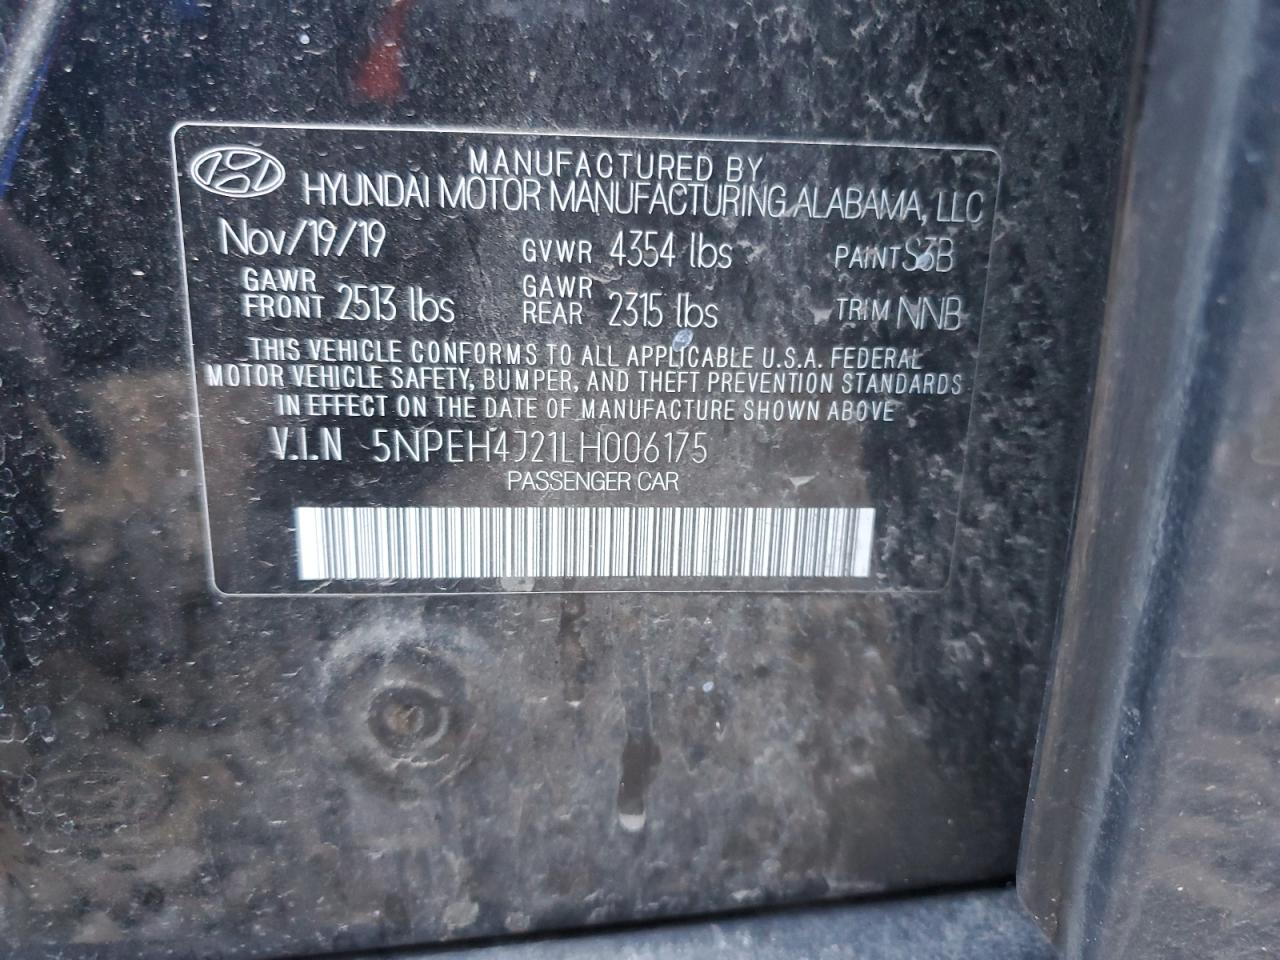 MANUFACTURED BY
HYUNDAI MOTOR MANUFACTURING ALABAMA, LLC
Nov/19/19 GVWR 4354 lbs PAINT S3B
GAWR FRONT 2513 lbs GAWR REAR 2315 lbs TRIM NNB
THIS VEHICLE CONFORMS TO ALL APPLICABLE U.S.A. FEDERAL
MOTOR VEHICLE SAFETY, BUMPER, AND THEFT PREVENTION STANDARDS
IN EFFECT ON THE DATE OF MANUFACTURE SHOWN ABOVE
V.I.N 5NPEH4J21LH006175
PASSENGER CAR